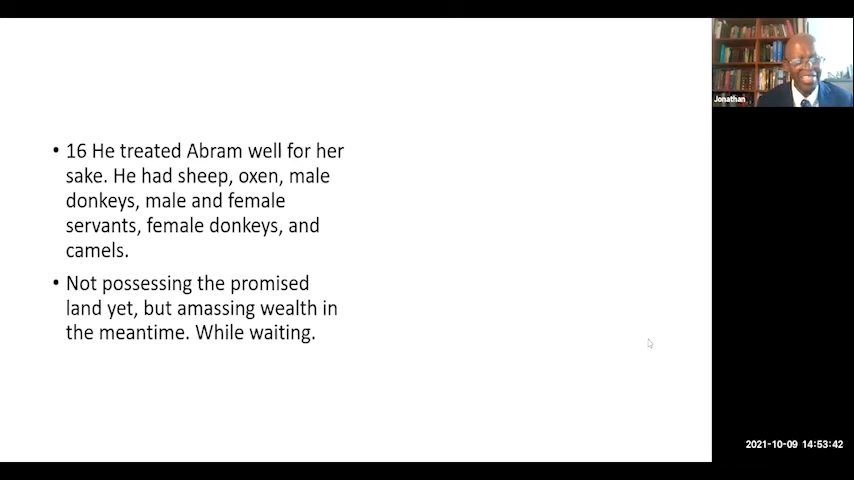 • 16 He treated Abram well for her
sake. He had sheep, oxen, male
donkeys, male and female
servants, female donkeys, and
camels.
• Not possessing the promised
land yet, but amassing wealth in
the meantime. While waiting.
Jonathan
2021-10-09 14:53:42